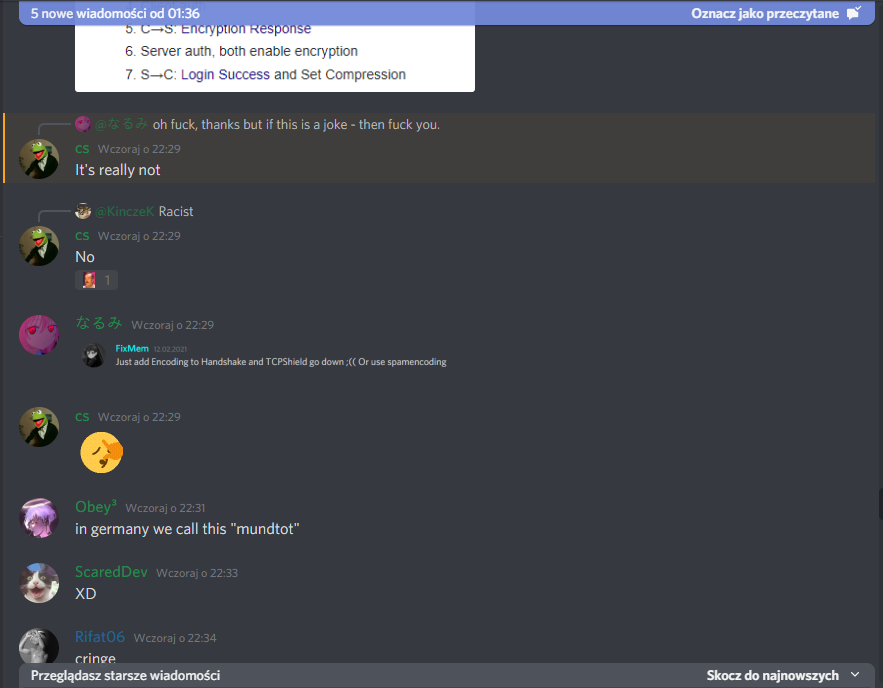 5 nowe wiadomości od 01:36
Oznacz jako przeczytane
5. C→S: Encryption Response
6. Server auth, both enable encryption
7. S→C: Login Success and Set Compression
@なるみ oh fuck, thanks but if this is a joke - then fuck you.
CS Wczoraj o 22:29
It's really not
@KinczeK Racist
CS Wczoraj o 22:29
No
1
なるみ Wczoraj o 22:29
FixMem 12.02.2021
Just add Encoding to Handshake and TCPShield go down ;(( Or use spamencoding
CS Wczoraj o 22:29
Obey³ Wczoraj o 22:31
in germany we call this "mundtot"
ScaredDev Wczoraj o 22:33
XD
Rifat06 Wczoraj o 22:34
cringe
Przeglądasz starsze wiadomości
Skocz do najnowszych